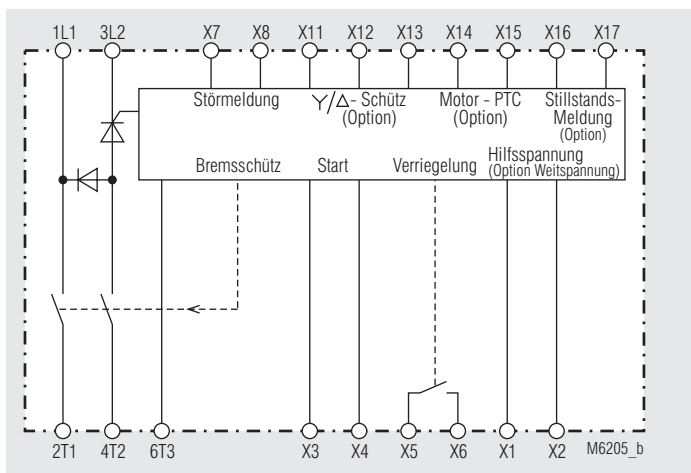 1L1 3L2 X7 X8 X11 X12 X13 X14 X15 X16 X17
Störmeldung Y/Δ- Schütz Motor - PTC Stillstands-
(Option) (Option) Meldung
(Option)
Bremsschütz Start Verriegelung Hilfsspannung
(Option Weitspannung)
2T1 4T2 6T3 X3 X4 X5 X6 X1 X2 M6205_b